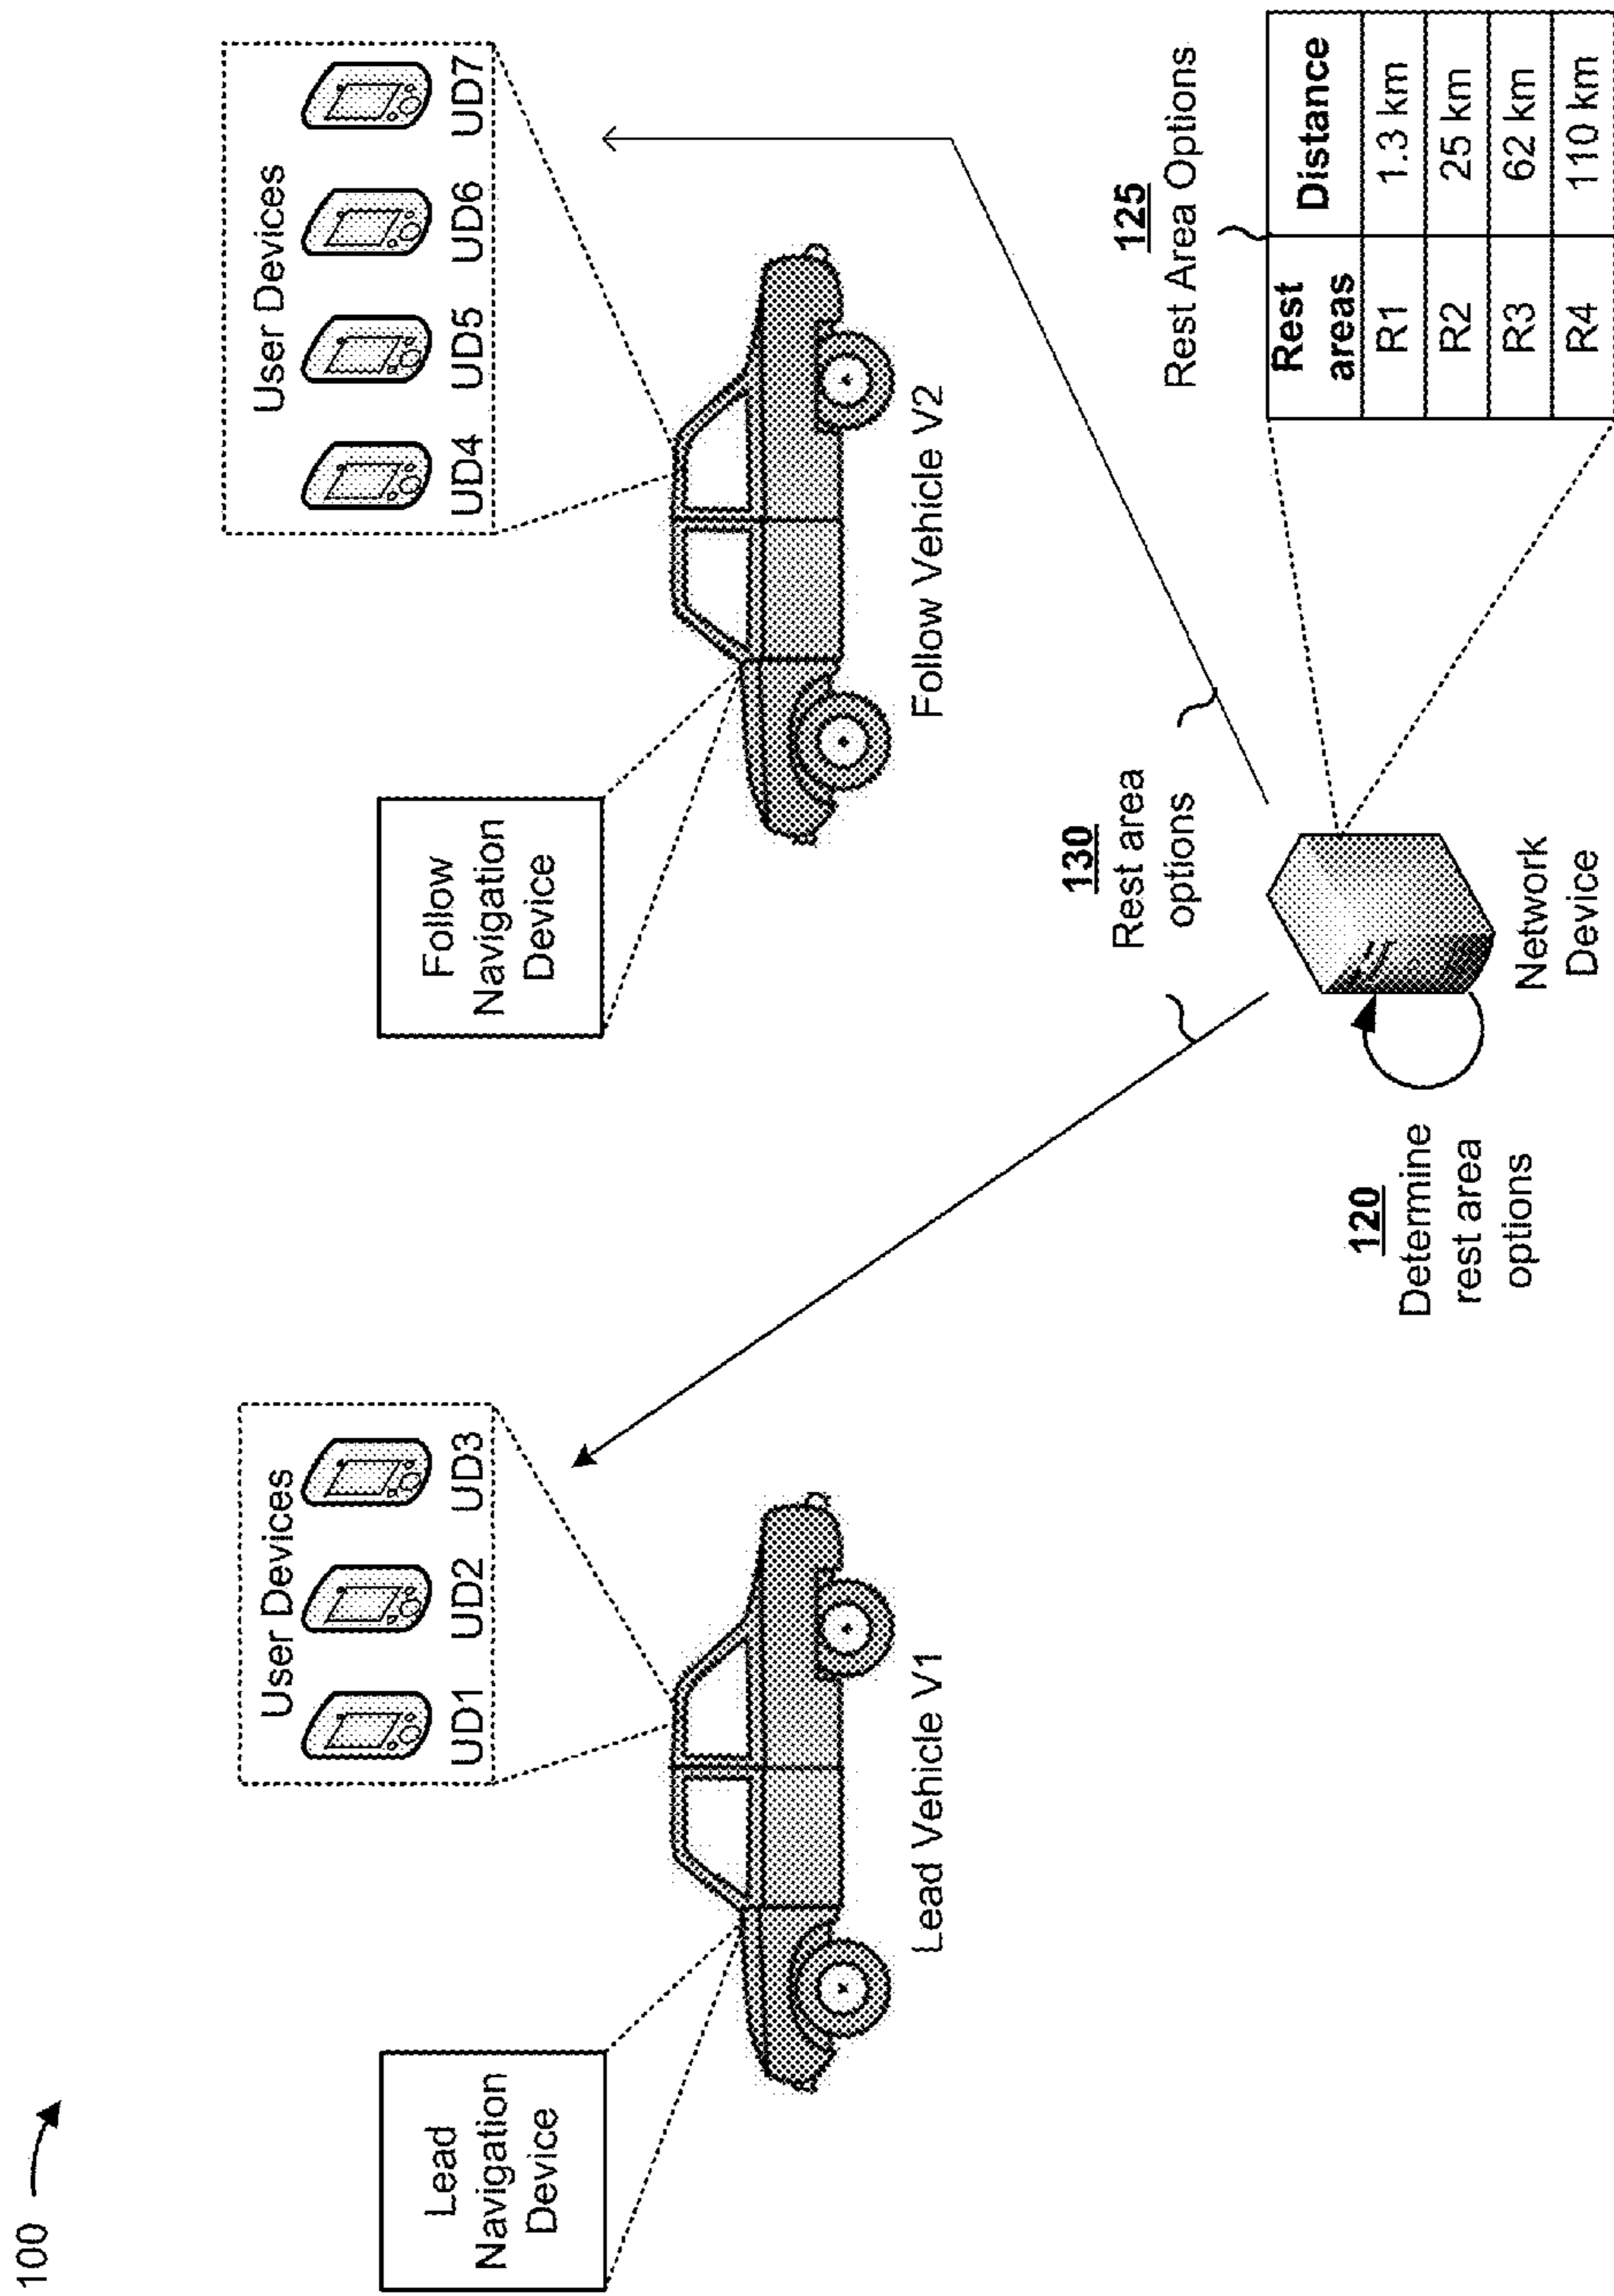 100
User Devices
UD1 UD2 UD3
Lead
Navigation
Device
Lead Vehicle V1
User Devices
UD4 UD5 UD6 UD7
Follow
Navigation
Device
Follow Vehicle V2
130
Rest area
options
120
Determine
rest area
options
Network
Device
125
Rest Area Options
Rest areas Distance
R1 1.3 km
R2 25 km
R3 62 km
R4 110 km